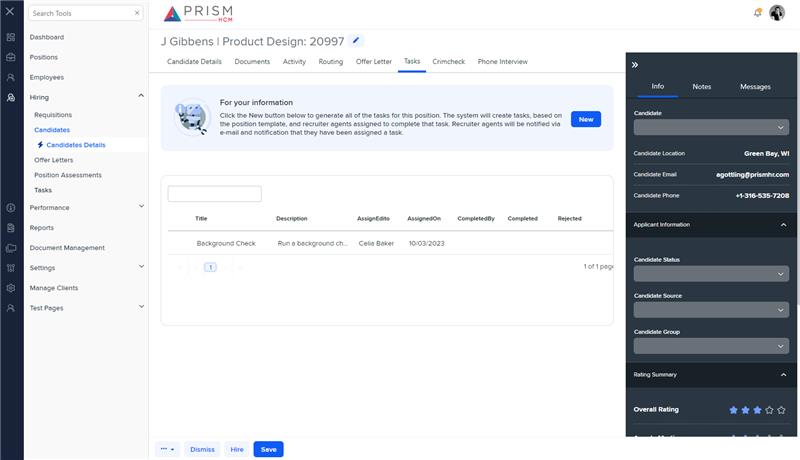 Search Tools
PRISM
HCM
J Gibbens | Product Design: 20997
Dashboard
Positions
Employees
Hiring
Requisitions
Candidates
Candidates Details
Offer Letters
Position Assessments
Tasks
Performance
Reports
Document Management
Settings
Manage Clients
Test Pages
Candidate Details
Documents
Activity
Routing
Offer Letter
Tasks
Crimcheck
Phone Interview
For your information
Click the New button below to generate all of the tasks for this position. The system will create tasks, based on
the position template, and recruiter agents assigned to complete that task. Recruiter agents will be notified via
e-mail and notification that they have been assigned a task.
New
Title Description AssignEdito AssignedOn CompletedBy Completed Rejected
Background Check Run a background ch... Celia Baker 10/03/2023
1
1 of 1 page
Dismiss
Hire
Save
Info
Notes
Messages
Candidate
Candidate Location Green Bay, WI
Candidate Email agottling@prismhr.com
Candidate Phone +1-316-535-7208
Applicant Information
Candidate Status
Candidate Source
Candidate Group
Rating Summary
Overall Rating